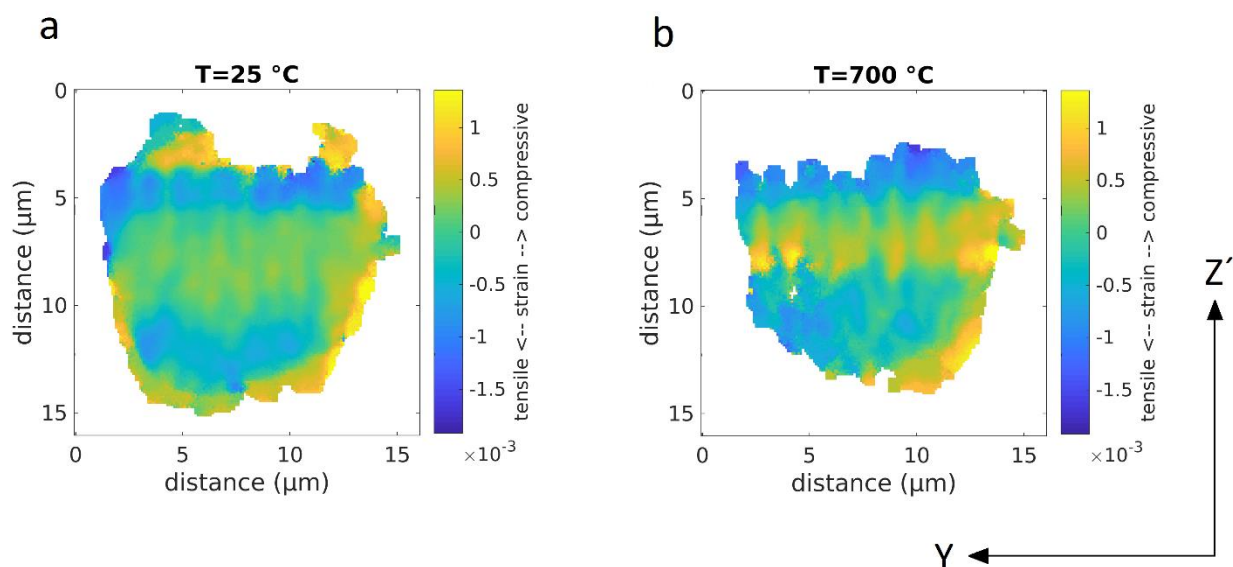 a
T=25 °C
0
5
10
15
distance (μm)
0
5
10
15
distance (μm)
1
0.5
0
-0.5
-1
-1.5
×10-3
tensile <-- strain --> compressive
b
T=700 °C
0
5
10
15
distance (μm)
0
5
10
15
distance (μm)
1
0.5
0
-0.5
-1
-1.5
×10-3
tensile <-- strain --> compressive
Z´
Y